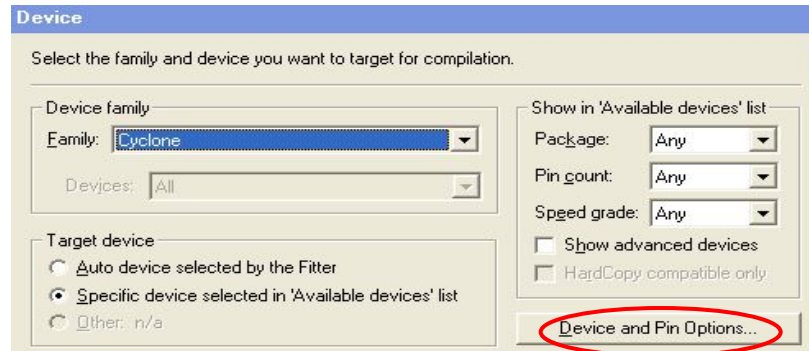 Device
Select the family and device you want to target for compilation.
Device family
Family: Cyclone
Devices: All
Target device
Auto device selected by the Fitter
Specific device selected in 'Available devices' list
Other: n/a
Show in 'Available devices' list
Package: Any
Pin count: Any
Speed grade: Any
Show advanced devices
HardCopy compatible only
Device and Pin Options...